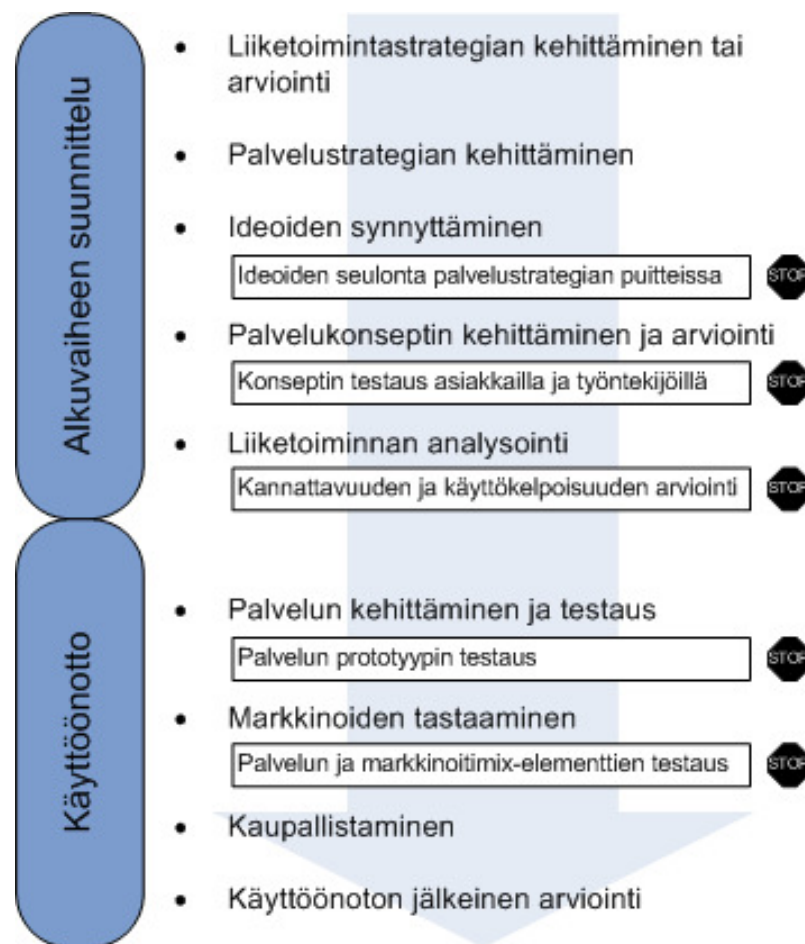 Alkuvaiheen suunnittelu
Liiketoimintastrategian kehittäminen tai
arviointi
Palvelustrategian kehittäminen
Ideoiden synnyttäminen
Ideoiden seulonta palvelustrategian puitteissa
STOP
Palvelukonseptin kehittäminen ja arviointi
Konseptin testaus asiakkailla ja työntekijöillä
STOP
Liiketoiminnan analysointi
Kannattavuuden ja käyttökelpoisuuden arviointi
STOP
Käyttöönotto
Palvelun kehittäminen ja testaus
Palvelun prototyypin testaus
STOP
Markkinoiden tastaaminen
Palvelun ja markkinoitimix-elementtien testaus
STOP
Kaupallistaminen
Käyttöönoton jälkeinen arviointi